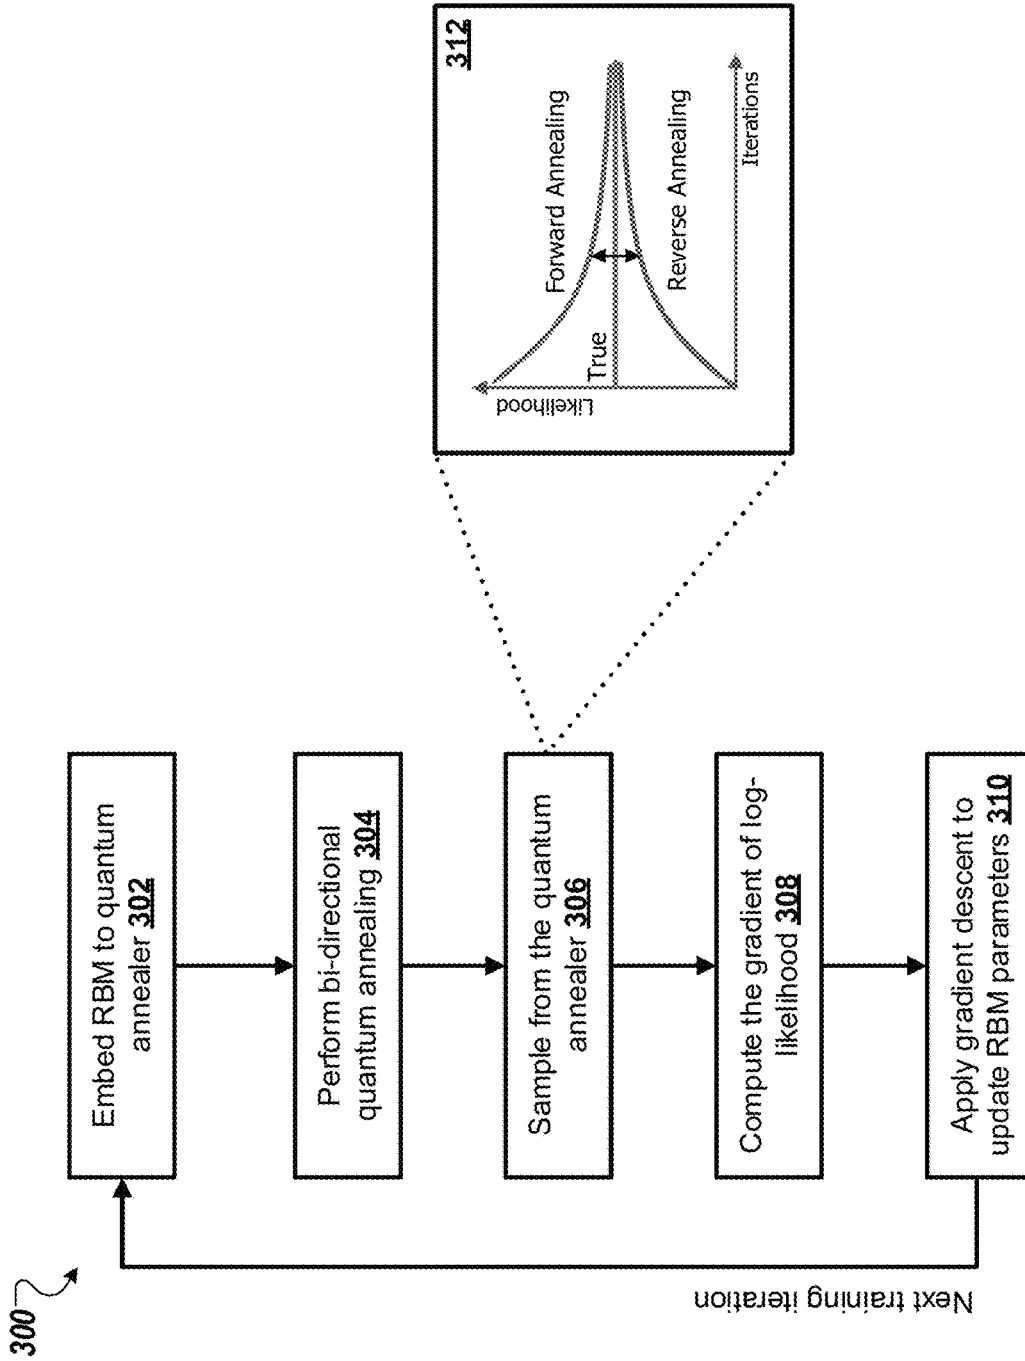 300
Embed RBM to quantum
annealer 302
Perform bi-directional
quantum annealing 304
Sample from the quantum
annealer 306
Compute the gradient of log-
likelihood 308
Apply gradient descent to
update RBM parameters 310
Next training iteration
312
Likelihood
True
Forward Annealing
Reverse Annealing
Iterations